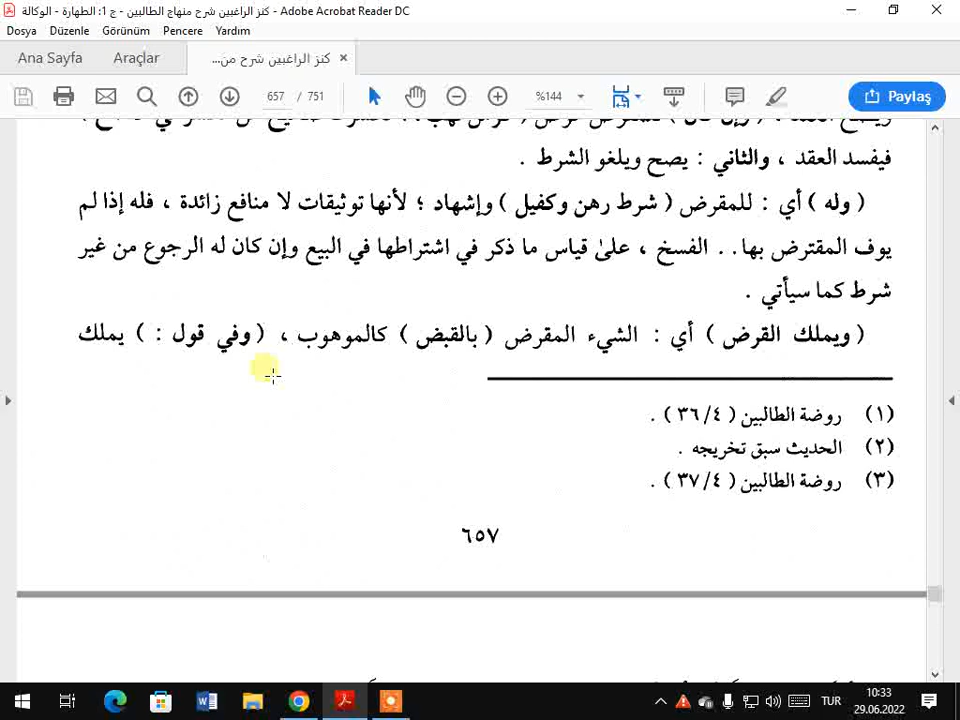 كنز الراغبين شرح منهاج الطالبين - ج 1: الطهارة - الوكالة - Adobe Acrobat Reader DC
Dosya Düzenle Görünüm Pencere Yardım
Ana Sayfa Araçlar كنز الراغبين شرح من...
657 / 751 %144 Paylaş
فيفسد العقد ، والثاني : يصح ويلغو الشرط .
( وله ) أي : للمقرض ( شرط رهن وكفيل ) وإشهاد ؛ لأنها توثيقات لا منافع زائدة ، فله إذا لم
يوف المقترض بها . . الفسخ ، علىٰ قياس ما ذكر في اشتراطها في البيع وإن كان له الرجوع من غير
شرط كما سيأتي .
( ويملك القرض ) أي : الشيء المقرض ( بالقبض ) كالموهوب ، ( وفي قول : ) يملك
(١) روضة الطالبين ( ٣٦/٤ ) .
(٢) الحديث سبق تخريجه .
(٣) روضة الطالبين ( ٣٧/٤ ) .
٦٥٧
TUR 10:33
29.06.2022